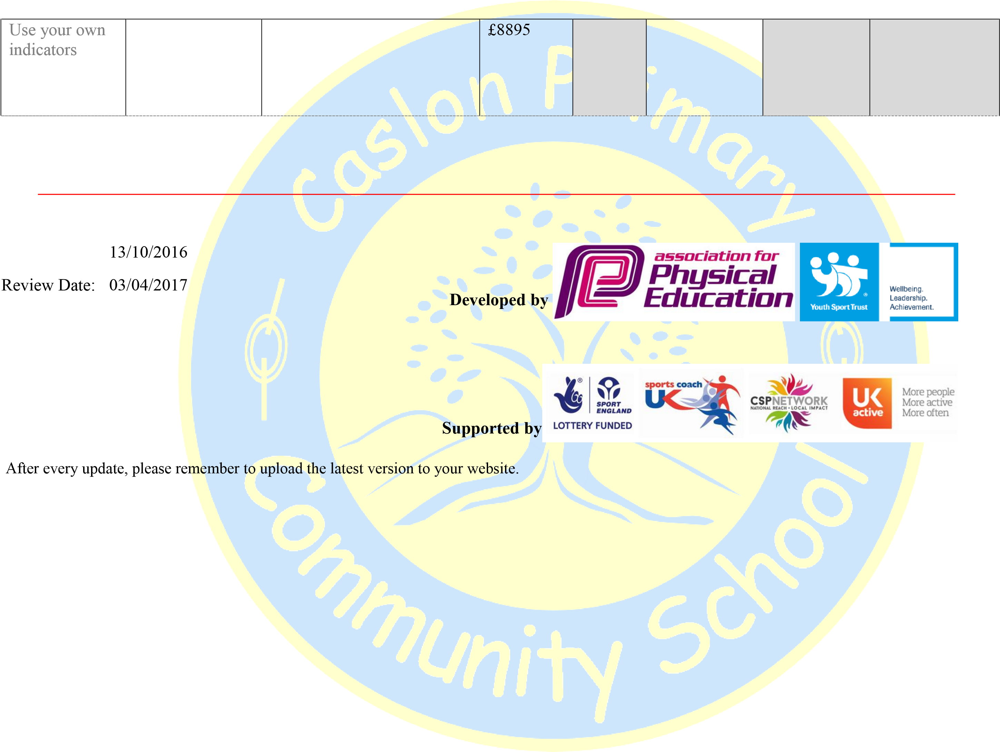 Use your own
indicators
£8895
Caslon Primary
13/10/2016
Review Date: 03/04/2017
Developed by
association for
Physical
Education
Youth Sport Trust
®
Wellbeing.
Leadership.
Achievement.
Supported by
®
SPORT
ENGLAND
LOTTERY FUNDED
sports coach
UK
CSPNETWORK
NATIONAL REACH • LOCAL IMPACT
UK
active
More people
More active
More often
After every update, please remember to upload the latest version to your website.
Community School